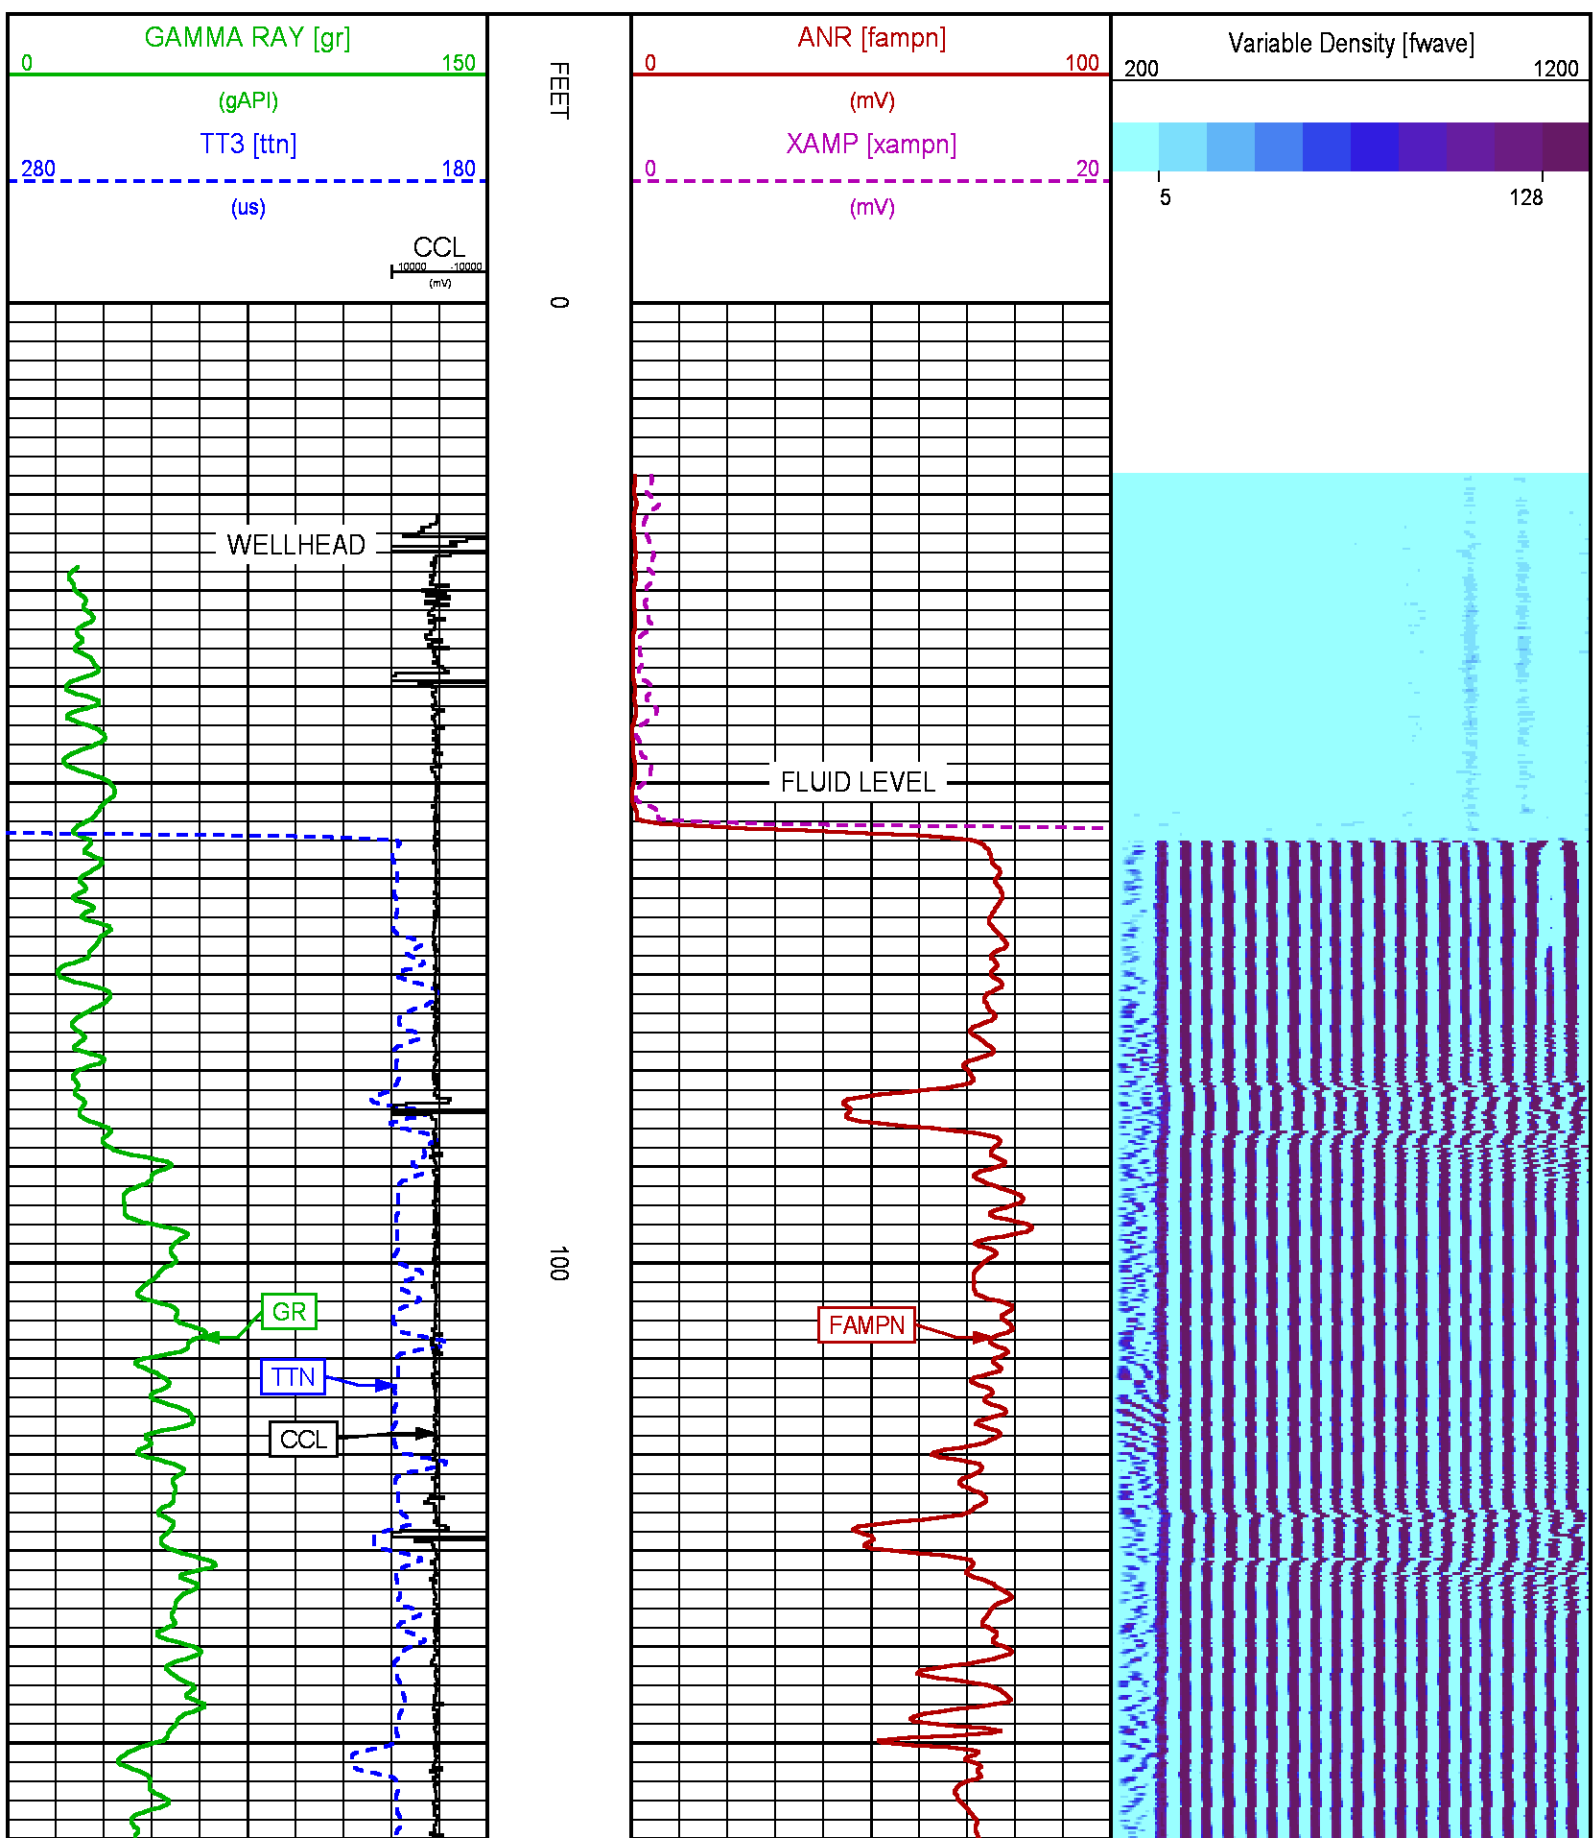 GAMMA RAY [gr]
0 150
(gAPI)
TT3 [ttn]
280 180
(us)
CCL
10000 -10000
(mV)
FEET
ANR [fampn]
0 100
(mV)
XAMP [xampn]
0 20
(mV)
Variable Density [fwave]
200 1200
5 128
0
WELLHEAD
FLUID LEVEL
100
GR
FAMPN
TTN
CCL